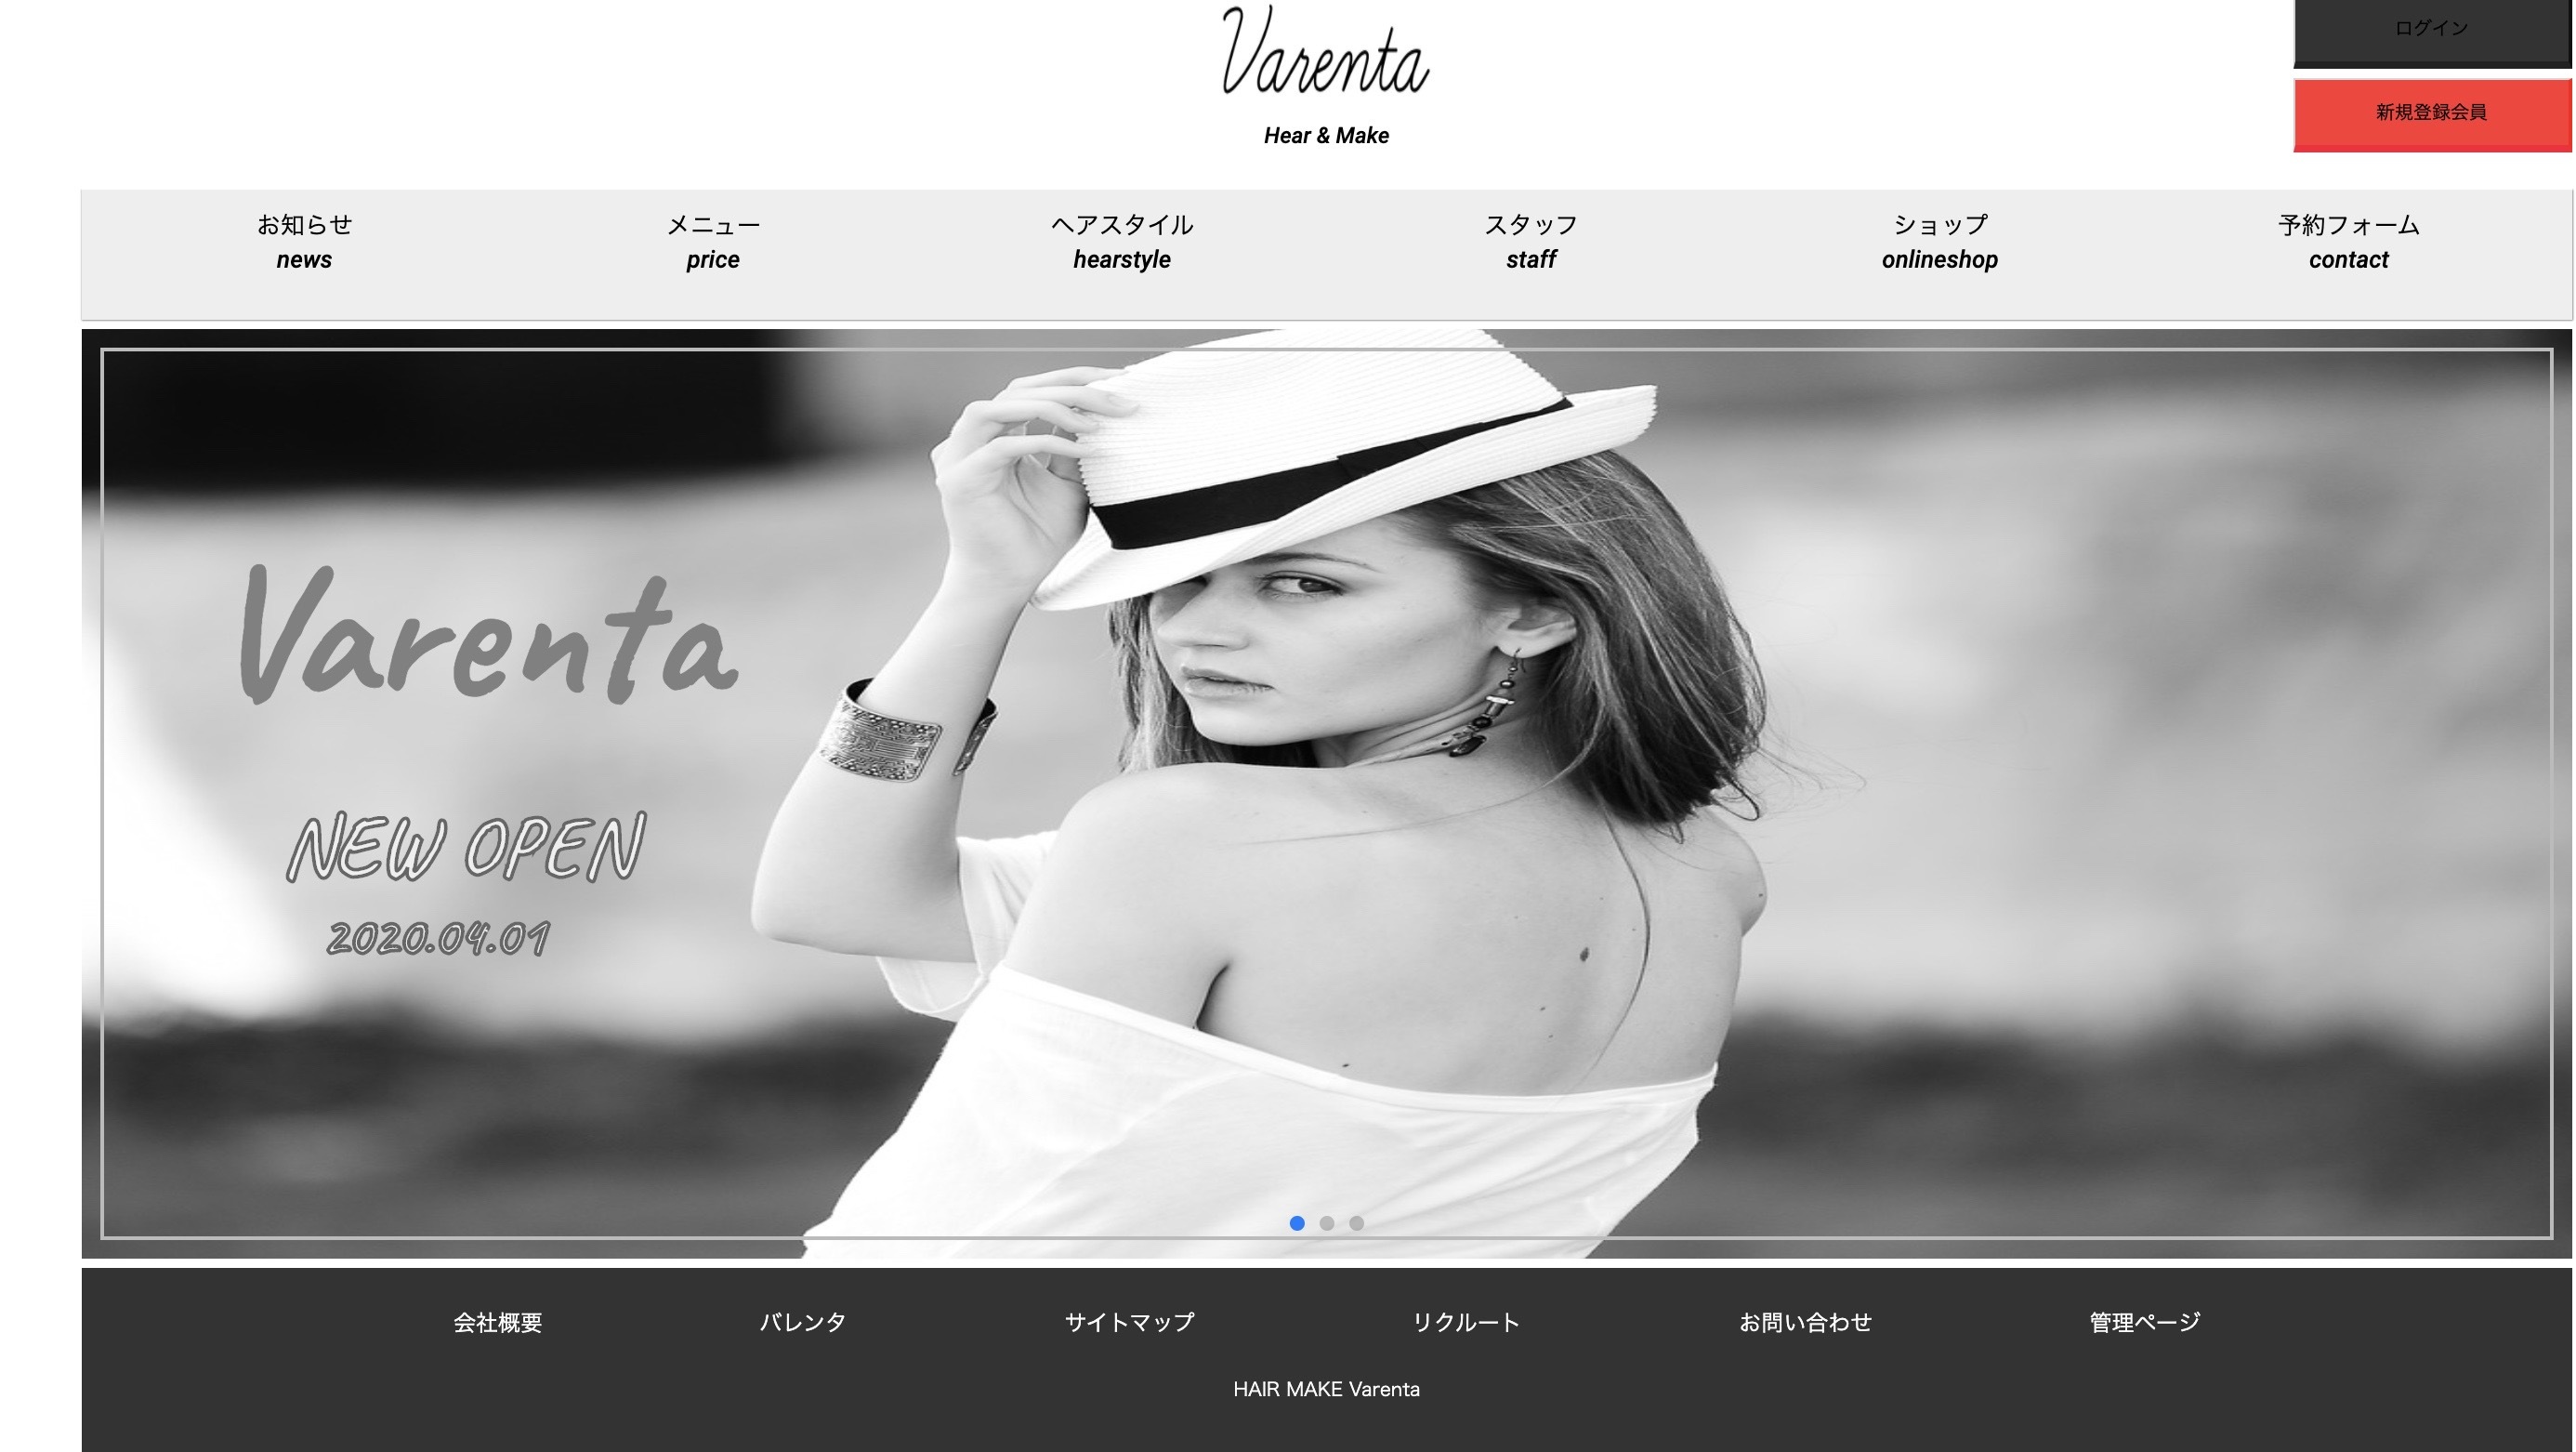 Varenta
Hear & Make
ログイン
新規登録会員
お知らせ
news
メニュー
price
ヘアスタイル
hearstyle
スタッフ
staff
ショップ
onlineshop
予約フォーム
contact
Varenta
NEW OPEN
2020.04.01
会社概要
バレンタ
サイトマップ
リクルート
お問い合わせ
管理ページ
HAIR MAKE Varenta